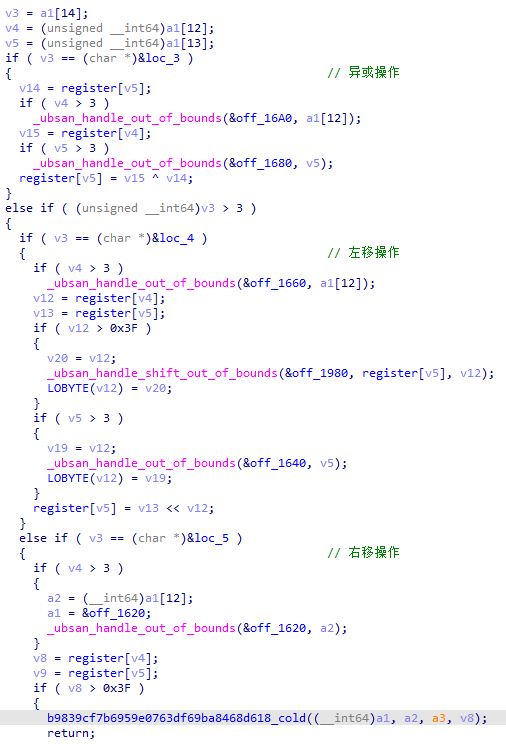 v3 = a1[14];
v4 = (unsigned __int64)a1[12];
v5 = (unsigned __int64)a1[13];
if ( v3 == (char *)&loc_3 )
{ // 异或操作
v14 = register[v5];
if ( v4 > 3 )
_ubsan_handle_out_of_bounds(&off_16A0, a1[12]);
v15 = register[v4];
if ( v5 > 3 )
_ubsan_handle_out_of_bounds(&off_1680, v5);
register[v5] = v15 ^ v14;
}
else if ( (unsigned __int64)v3 > 3 )
{
if ( v3 == (char *)&loc_4 )
{ // 左移操作
if ( v4 > 3 )
_ubsan_handle_out_of_bounds(&off_1660, a1[12]);
v12 = register[v4];
v13 = register[v5];
if ( v12 > 0x3F )
{
v20 = v12;
_ubsan_handle_shift_out_of_bounds(&off_1980, register[v5], v12);
LOBYTE(v12) = v20;
}
if ( v5 > 3 )
{
v19 = v12;
_ubsan_handle_out_of_bounds(&off_1640, v5);
LOBYTE(v12) = v19;
}
register[v5] = v13 << v12;
}
else if ( v3 == (char *)&loc_5 )
{ // 右移操作
if ( v4 > 3 )
{
a2 = (__int64)a1[12];
a1 = &off_1620;
_ubsan_handle_out_of_bounds(&off_1620, a2);
}
v8 = register[v4];
v9 = register[v5];
if ( v8 > 0x3F )
{
b9839cf7b6959e0763df69ba8468d618_cold((__int64)a1, a2, a3, v8);
return;